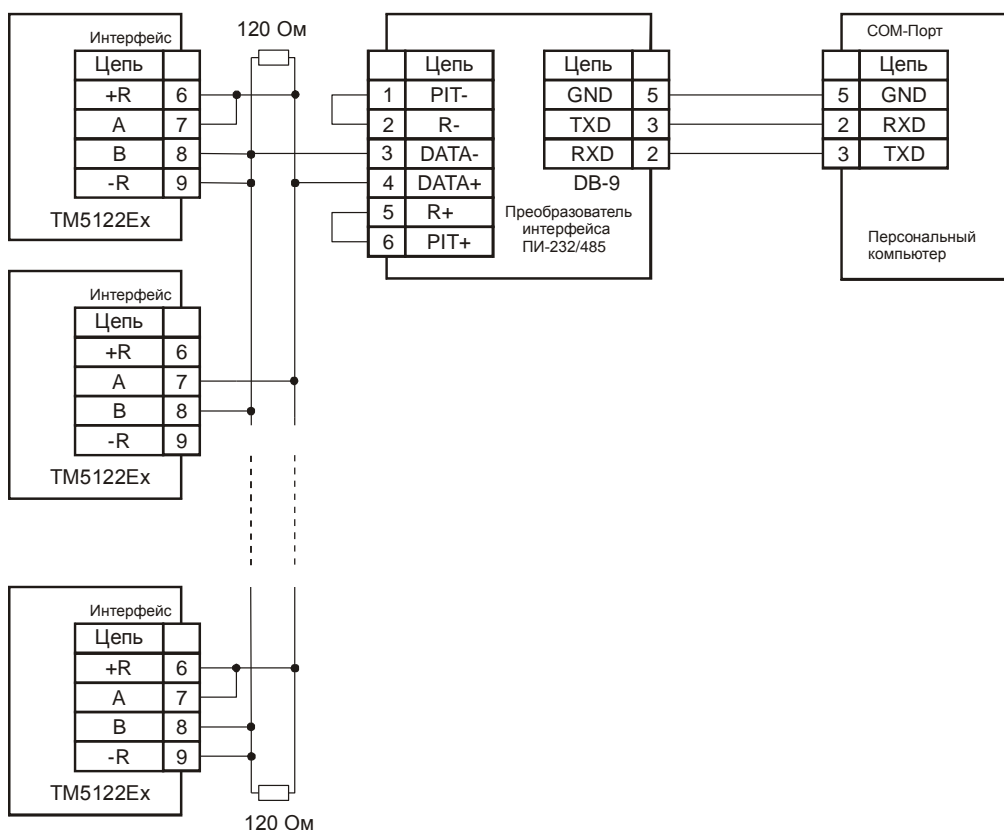 120 Ом
Интерфейс
Цепь
+R 6
A 7
B 8
-R 9
TM5122Ex
Цепь
1 PIT-
2 R-
3 DATA-
4 DATA+
5 R+
6 PIT+
Цепь
GND 5
TXD 3
RXD 2
DB-9
Преобразователь
интерфейса
ПИ-232/485
COM-Порт
Цепь
5 GND
2 RXD
3 TXD
Персональный
компьютер
Интерфейс
Цепь
+R 6
A 7
B 8
-R 9
TM5122Ex
Интерфейс
Цепь
+R 6
A 7
B 8
-R 9
TM5122Ex
120 Ом